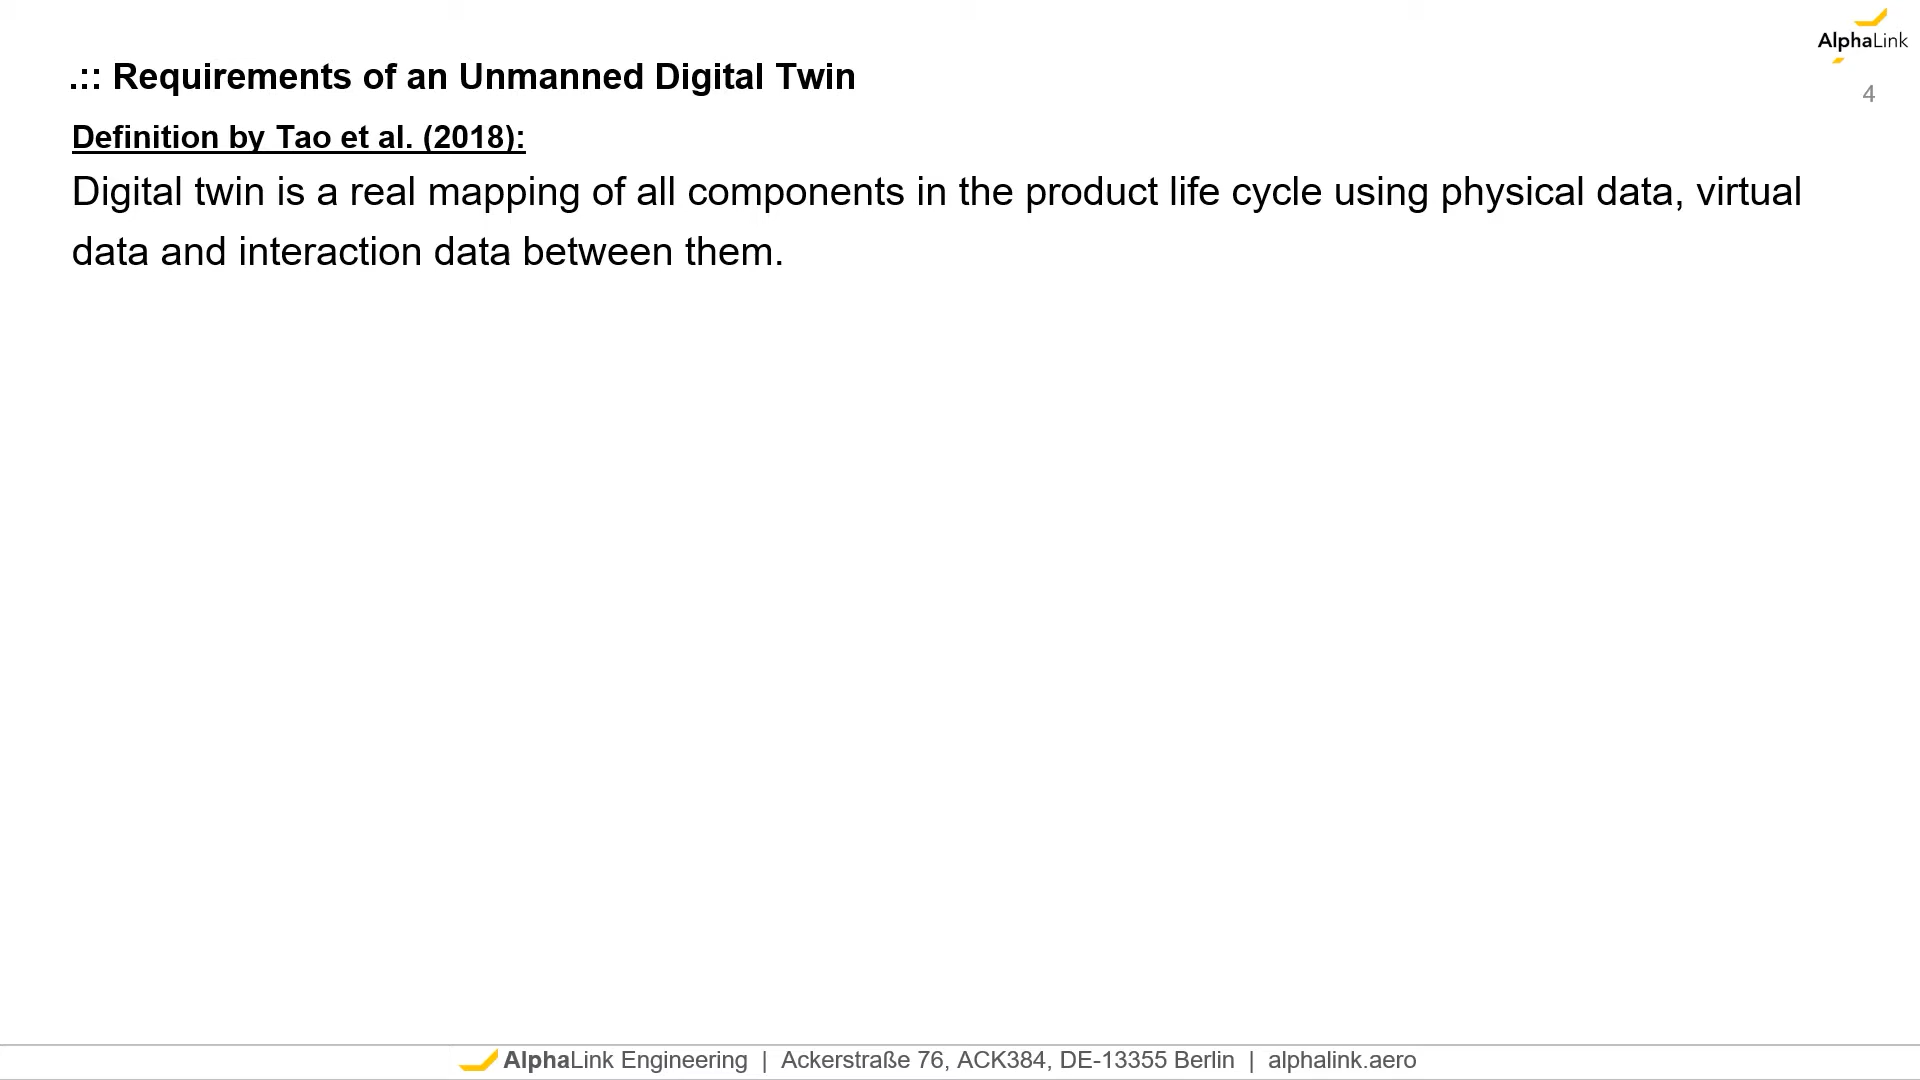 AlphaLink
.:: Requirements of an Unmanned Digital Twin
4
Definition by Tao et al. (2018):
Digital twin is a real mapping of all components in the product life cycle using physical data, virtual
data and interaction data between them.
AlphaLink Engineering | Ackerstraße 76, ACK384, DE-13355 Berlin | alphalink.aero